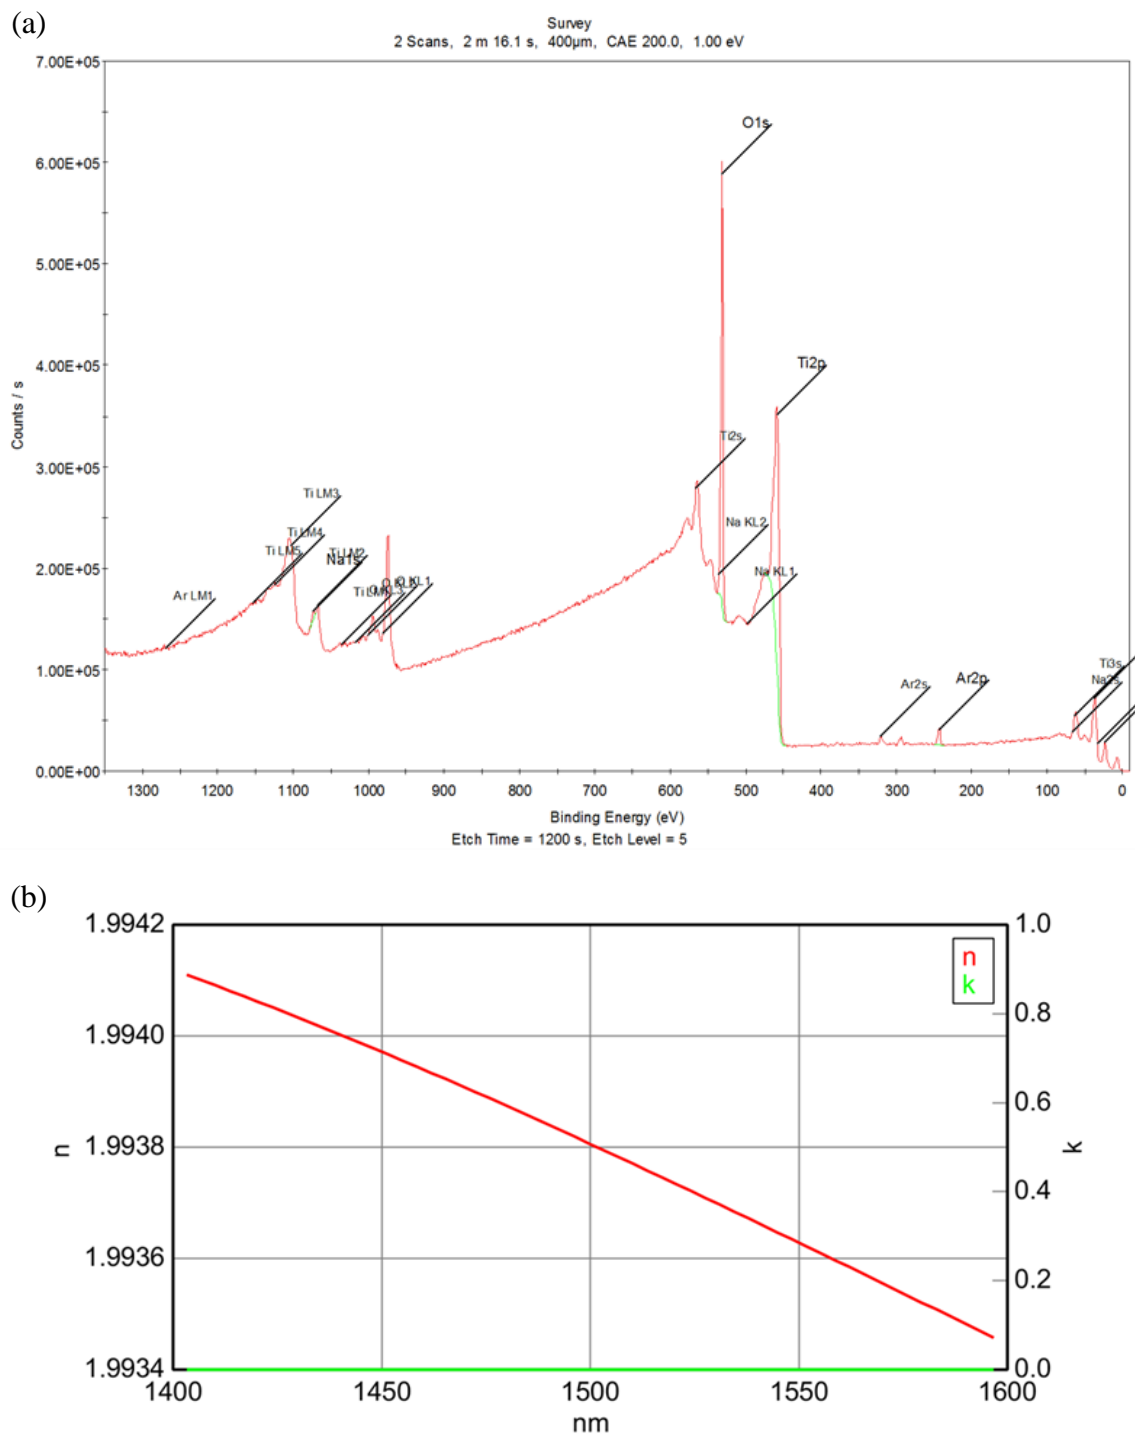 (a)
Survey
2 Scans, 2 m 16.1 s, 400µm, CAE 200.0, 1.00 eV
7.00E+05
6.00E+05
5.00E+05
4.00E+05
3.00E+05
2.00E+05
1.00E+05
0.00E+00
Counts / s
O1s
Ti2p
Ti2s
Na KL2
Na KL1
Ti LM3
Ti LM4
Ti LM5
Ti LM2
Na1s
O KL1
O KL3
Ti LM
Ar LM1
Ar2s
Ar2p
Ti3s
Na2s
1300 1200 1100 1000 900 800 700 600 500 400 300 200 100 0
Binding Energy (eV)
Etch Time = 1200 s, Etch Level = 5
(b)
1.9942
1.9940
1.9938
1.9936
1.9934
n
n
k
1.0
0.8
0.6
0.4
0.2
0.0
k
1400 1450 1500 1550 1600
nm